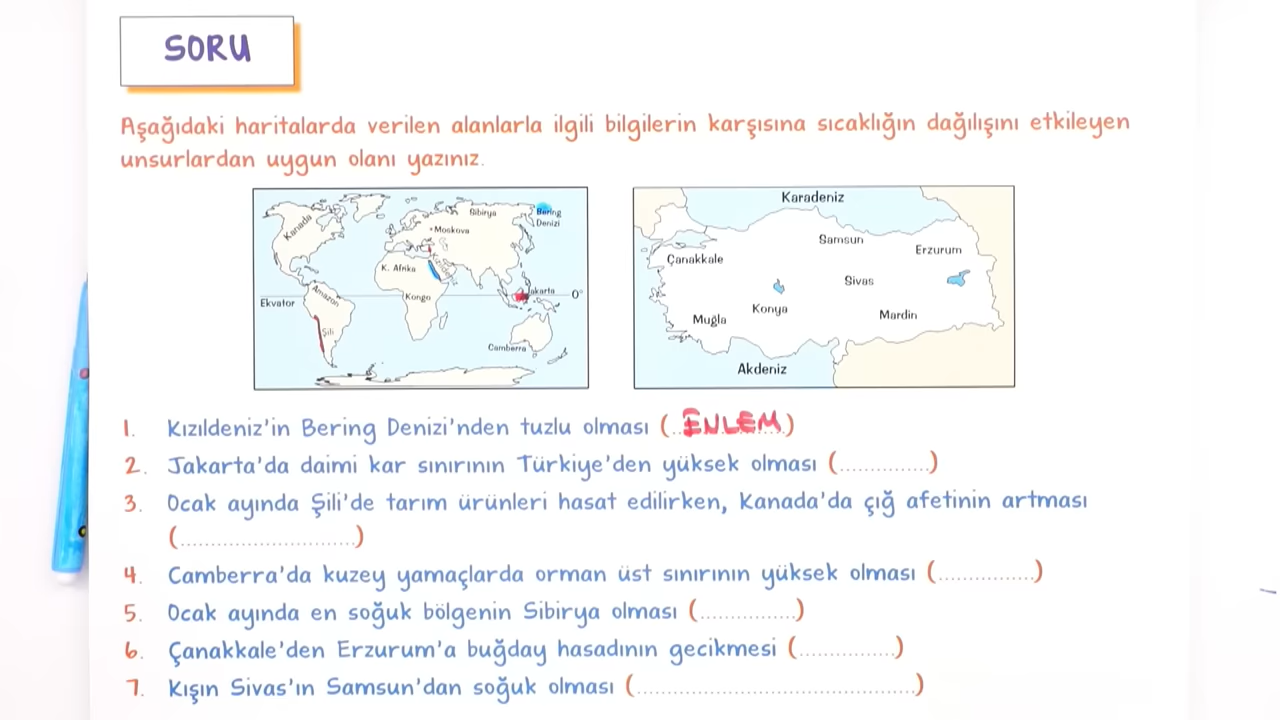 SORU
Aşağıdaki haritalarda verilen alanlarla ilgili bilgilerin karşısına sıcaklığın dağılışını etkileyen
unsurlardan uygun olanı yazınız.
Kanada
Sibirya
Bering
Denizi
Moskova
K. Afrika
Jakarta
0°
Ekvator
Amazon
Kongo
Şili
Camberra
Karadeniz
Samsun
Erzurum
Çanakkale
Sivas
Konya
Muğla
Mardin
Akdeniz
1. Kızıldeniz'in Bering Denizi'nden tuzlu olması (..ENLEM..)
2. Jakarta'da daimi kar sınırının Türkiye'den yüksek olması (..............)
3. Ocak ayında Şili'de tarım ürünleri hasat edilirken, Kanada'da çığ afetinin artması
(...........................)
4. Camberra'da kuzey yamaçlarda orman üst sınırının yüksek olması (...............)
5. Ocak ayında en soğuk bölgenin Sibirya olması (...............)
6. Çanakkale'den Erzurum'a buğday hasadının gecikmesi (...............)
7. Kışın Sivas'ın Samsun'dan soğuk olması (...........................................)